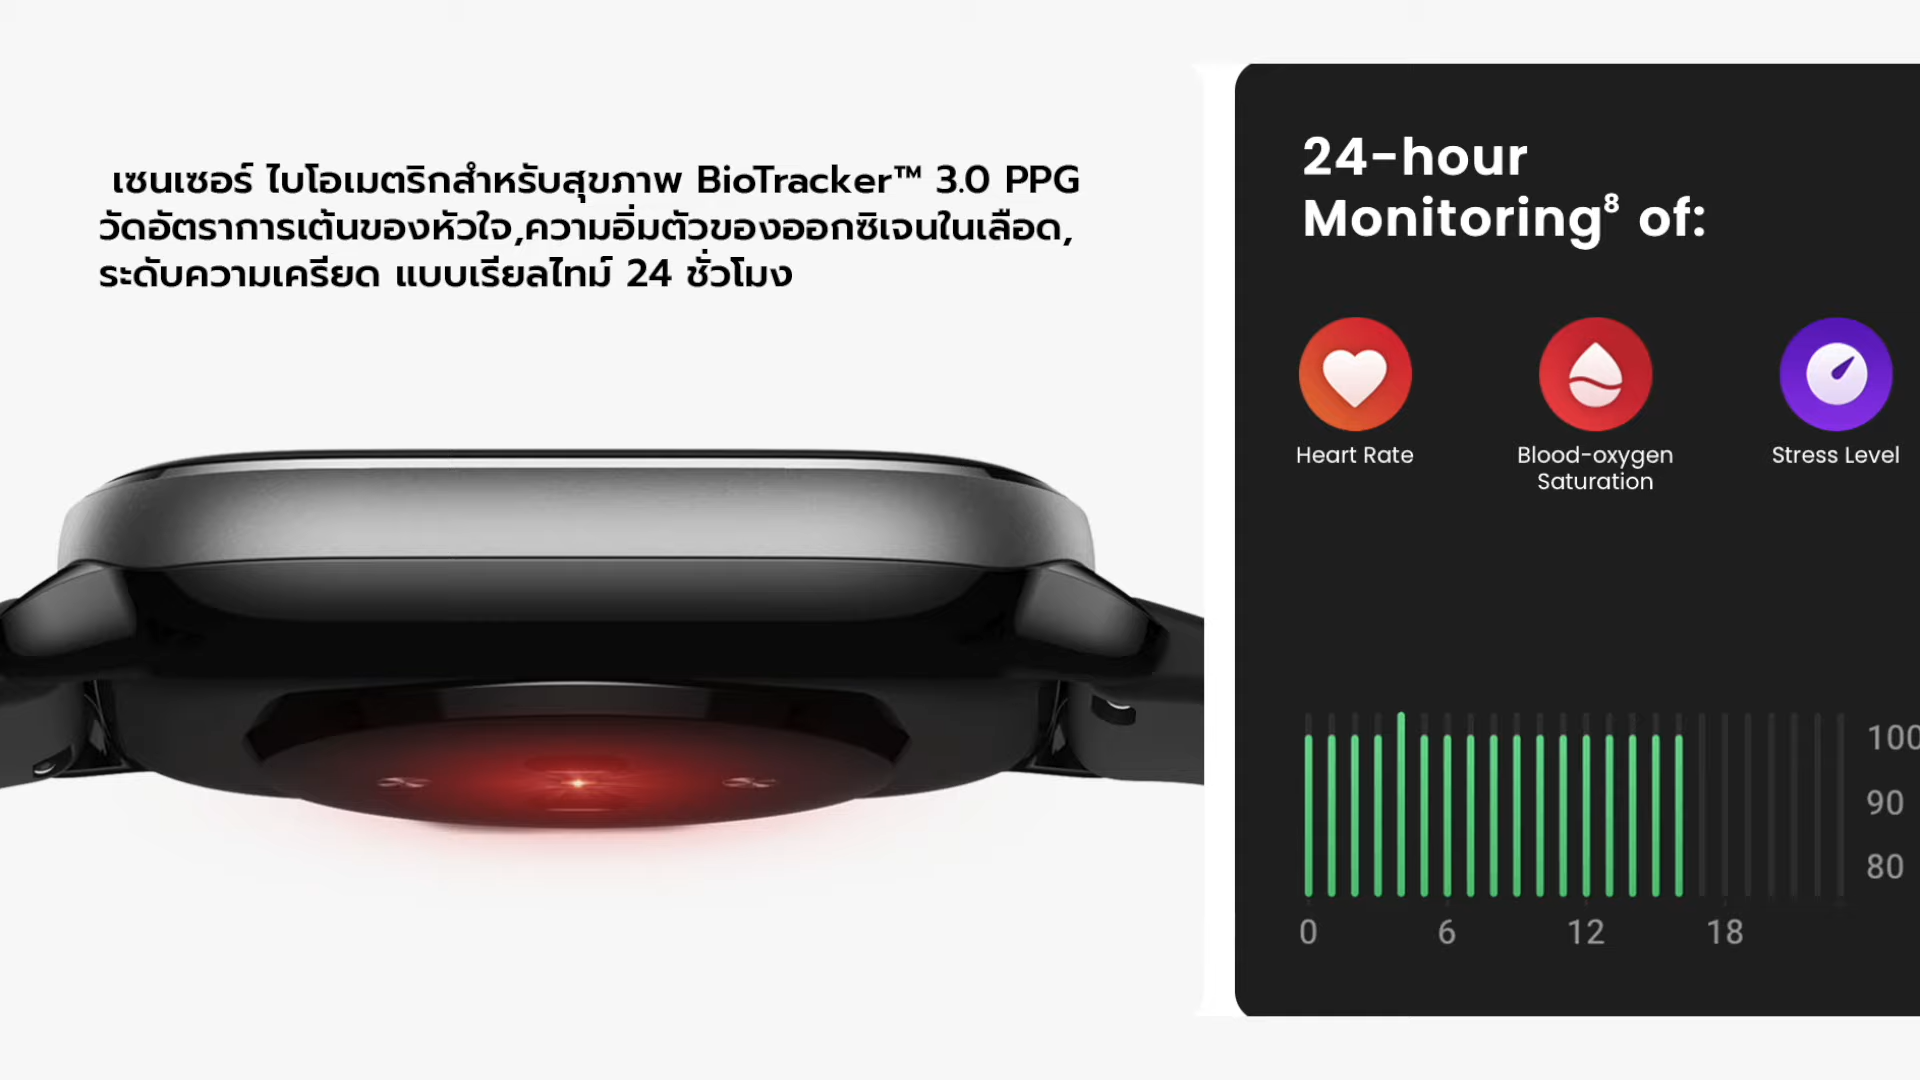 เซนเซอร์ ไบโอเมตริกสำหรับสุขภาพ BioTracker™ 3.0 PPG
วัดอัตราการเต้นของหัวใจ,ความอิ่มตัวของออกซิเจนในเลือด,
ระดับความเครียด แบบเรียลไทม์ 24 ชั่วโมง
24-hour
Monitoring⁸ of:
Heart Rate
Blood-oxygen
Saturation
Stress Level
100
90
80
0 6 12 18